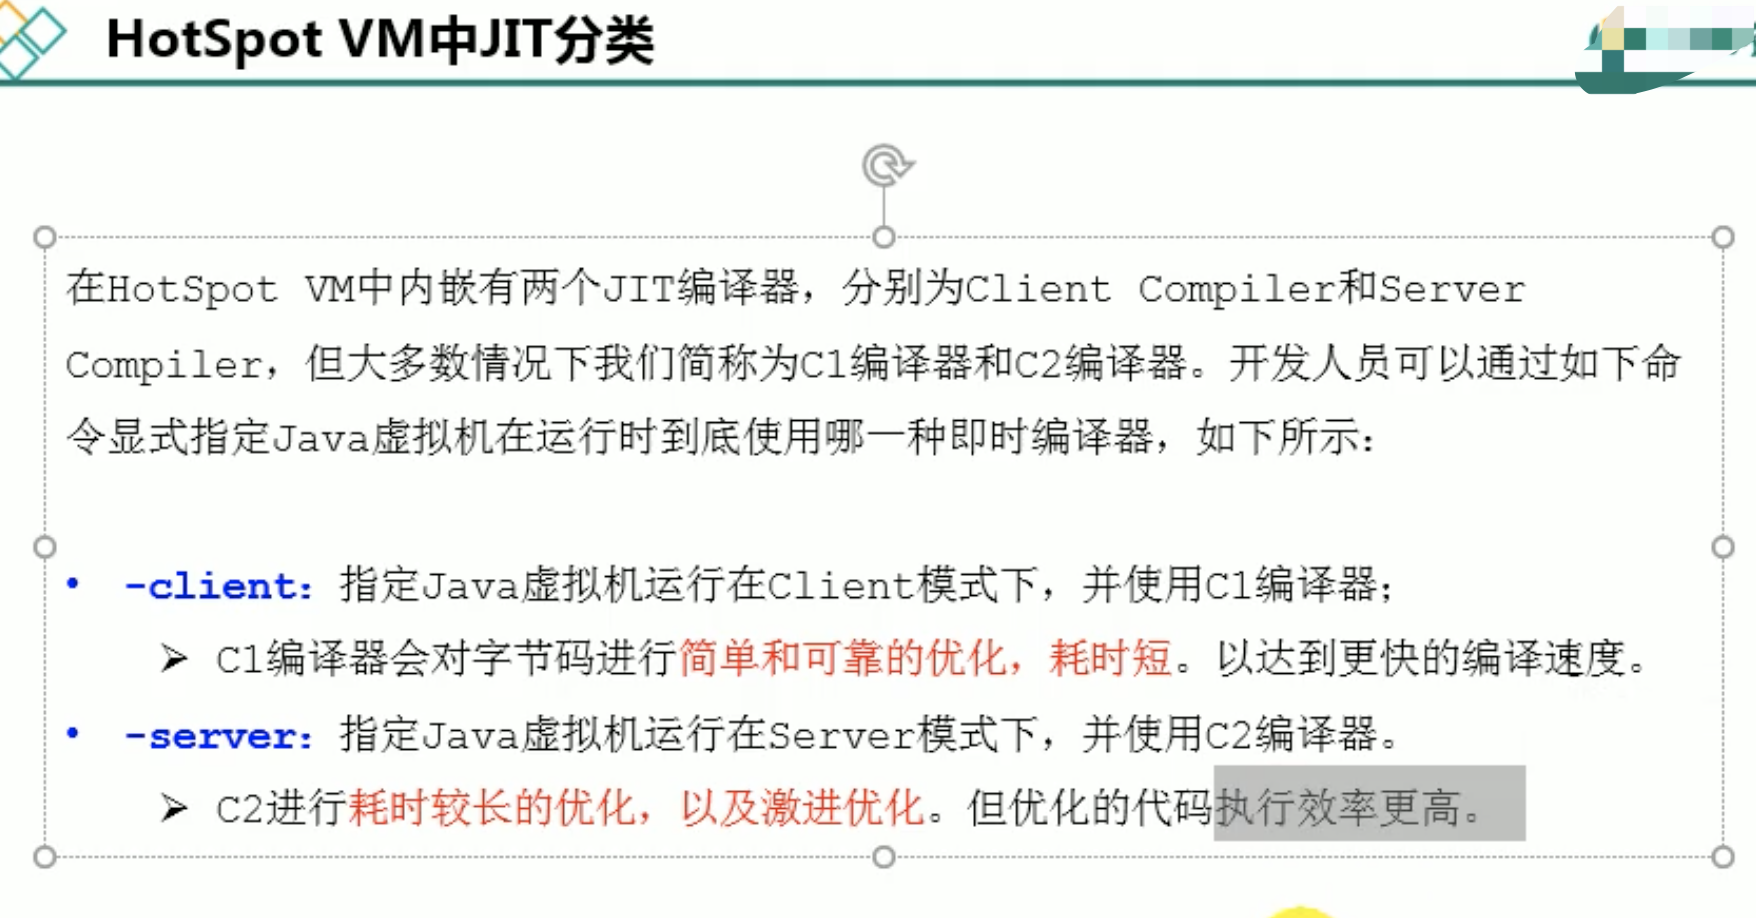 HotSpot VM中JIT分类
在HotSpot VM中内嵌有两个JIT编译器，分别为Client Compiler和Server
Compiler，但大多数情况下我们简称为C1编译器和C2编译器。开发人员可以通过如下命
令显式指定Java虚拟机在运行时到底使用哪一种即时编译器，如下所示：
• -client：指定Java虚拟机运行在Client模式下，并使用C1编译器；
➢ C1编译器会对字节码进行简单和可靠的优化，耗时短。以达到更快的编译速度。
• -server：指定Java虚拟机运行在Server模式下，并使用C2编译器。
➢ C2进行耗时较长的优化，以及激进优化。但优化的代码执行效率更高。